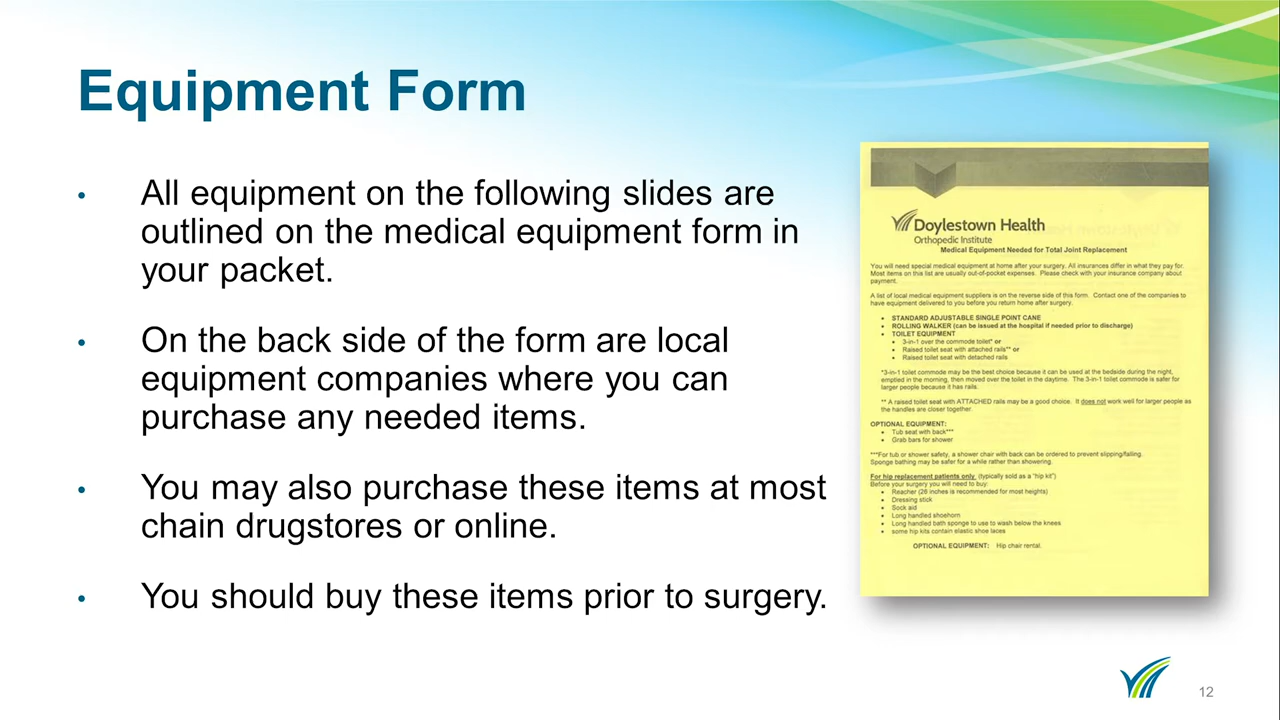 Equipment Form
• All equipment on the following slides are
outlined on the medical equipment form in
your packet.
• On the back side of the form are local
equipment companies where you can
purchase any needed items.
• You may also purchase these items at most
chain drugstores or online.
• You should buy these items prior to surgery.
Doylestown Health
Orthopedic Institute
Medical Equipment Needed for Total Joint Replacement
You will need special medical equipment at home after your surgery. All insurances differ in what they pay for.
Most items on this list are usually out-of-pocket expenses. Please check with your insurance company about
payment.
A list of local medical equipment suppliers is on the reverse side of this form. Contact one of the companies to
have equipment delivered to you before you return home after surgery.
• STANDARD ADJUSTABLE SINGLE POINT CANE
• ROLLING WALKER (can be issued at the hospital if needed prior to discharge)
• TOILET EQUIPMENT
• 3-in-1 over the commode toilet* or
• Raised toilet seat with attached rails** or
• Raised toilet seat with detached rails
*3-in-1 toilet commode may be the best choice because it can be used at the bedside during the night,
emptied in the morning, then moved over the toilet in the daytime. The 3-in-1 toilet commode is safer for
larger people because it has rails.
** A raised toilet seat with ATTACHED rails may be a good choice. It does not work well for larger people as
the handles are closer together.
OPTIONAL EQUIPMENT:
• Tub seat with back***
• Grab bars for shower
***For tub or shower safety, a shower chair with back can be ordered to prevent slipping/falling.
Sponge bathing may be safer for a while rather than showering.
For hip replacement patients only (typically sold as a "hip kit")
Before your surgery you will need to buy:
• Reacher (26 inches is recommended for most heights)
• Dressing stick
• Sock aid
• Long handled shoehorn
• Long handled bath sponge to use to wash below the knees
• some hip kits contain elastic shoe laces
OPTIONAL EQUIPMENT: Hip chair rental.
12